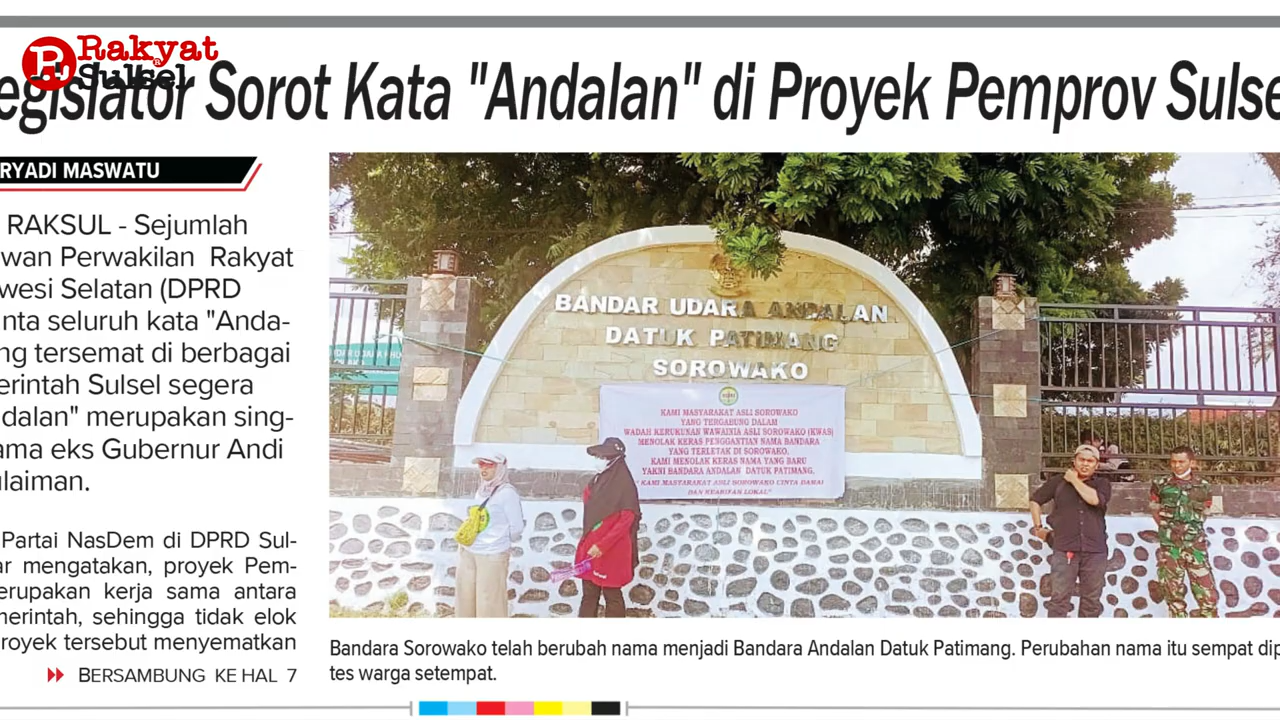 Rakyat
Sulsel
egislator Sorot Kata "Andalan" di Proyek Pemprov Sulse
RYADI MASWATU
RAKSUL - Sejumlah
wan Perwakilan Rakyat
wesi Selatan (DPRD
nta seluruh kata "Anda-
ng tersemat di berbagai
erintah Sulsel segera
dalan" merupakan sing-
ama eks Gubernur Andi
ulaiman.
Partai NasDem di DPRD Sul-
ar mengatakan, proyek Pem-
erupakan kerja sama antara
merintah, sehingga tidak elok
royek tersebut menyematkan
BERSAMBUNG KE HAL 7
BANDAR UDARA ANDALAN
DATUK PATIMANG
SOROWAKO
KAMI MASYARAKAT ASLI SOROWAKO
YANG TERGABUNG DALAM
WADAH KERUKUNAN WAWAINIA ASLI SOROWAKO (KWAS)
MENOLAK KERAS PENGGANTIAN NAMA BANDARA
YANG TERLETAK DI SOROWAKO.
KAMI MENOLAK KERAS NAMA YANG BARU
YAKNI BANDARA ANDALAN DATUK PATIMANG.
"KAMI MASYARAKAT ASLI SOROWAKO CINTA DAMAI
DAN KEARIFAN LOKAL"
Bandara Sorowako telah berubah nama menjadi Bandara Andalan Datuk Patimang. Perubahan nama itu sempat dip
tes warga setempat.